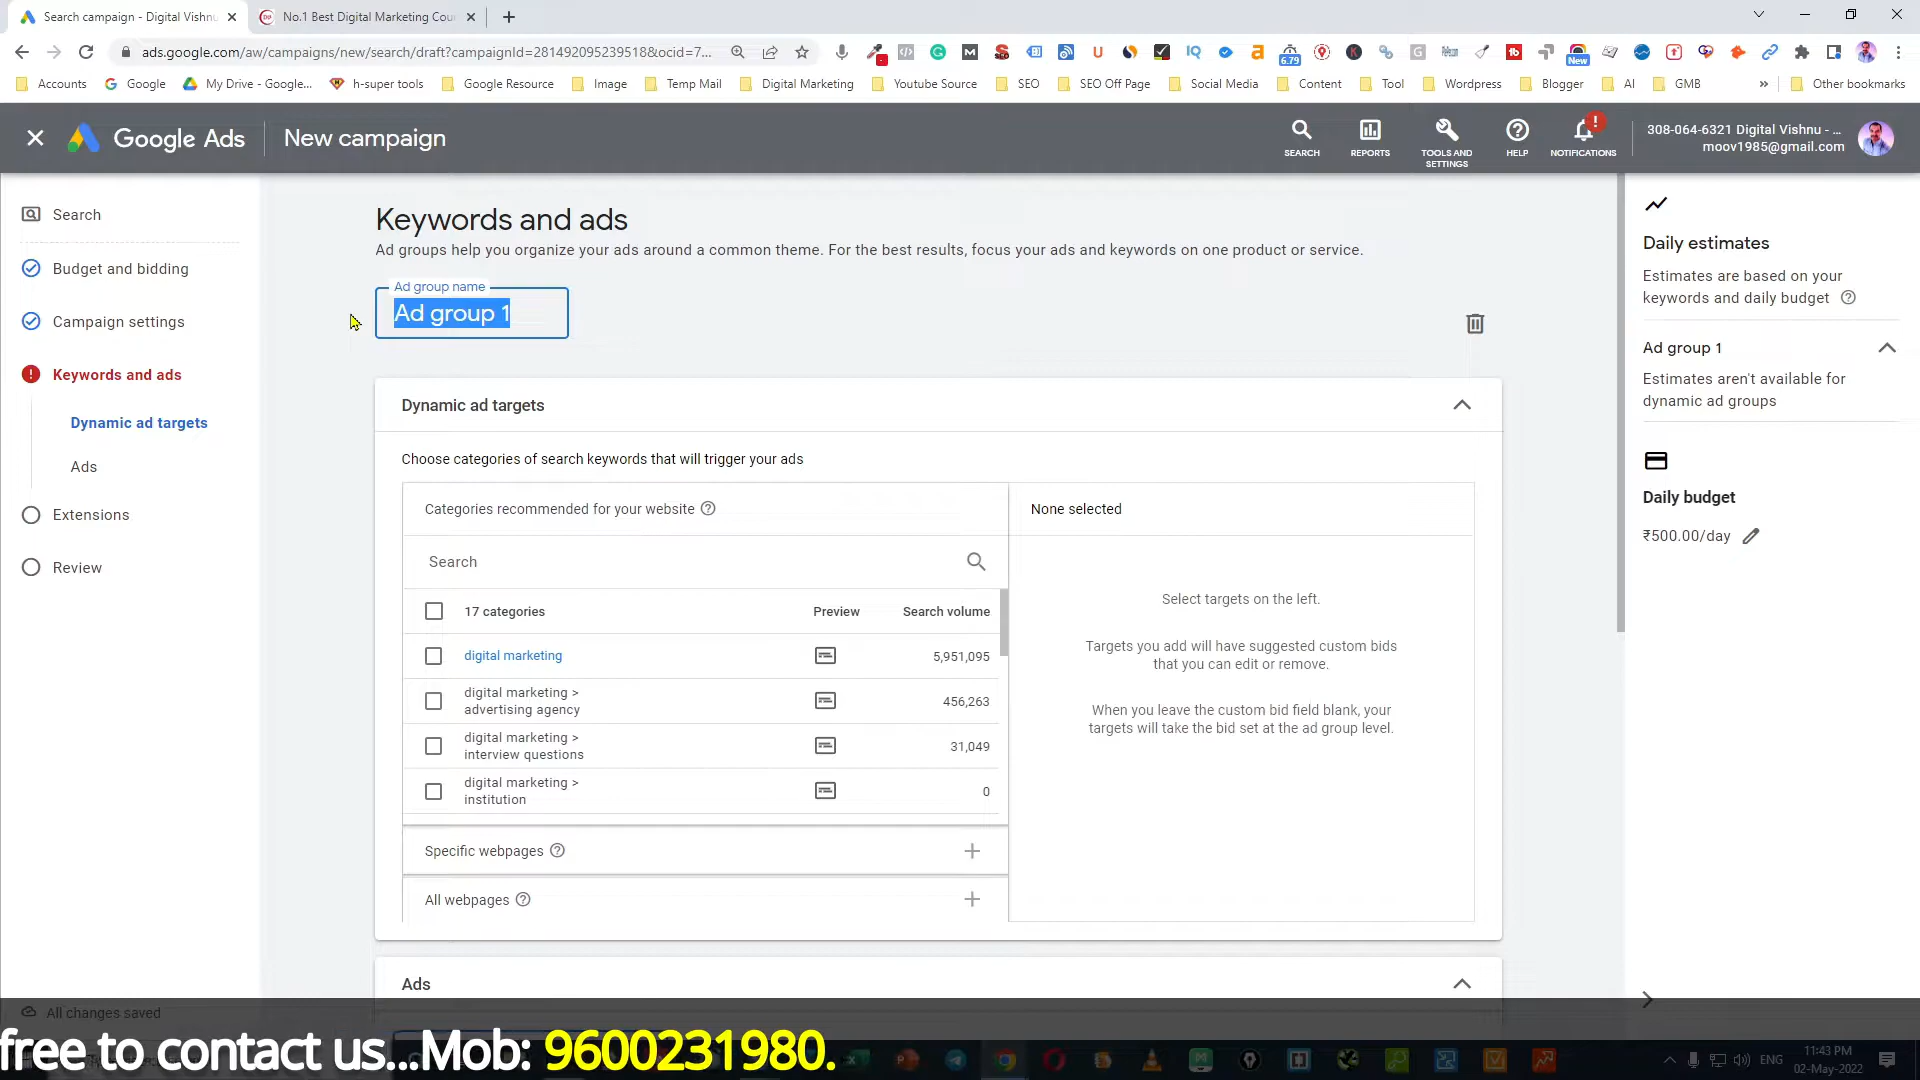 Search campaign - Digital Vishnu
No.1 Best Digital Marketing Cou
ads.google.com/aw/campaigns/new/search/draft?campaignId=281492095239518&ocid=7...
6.79
New
Accounts
Google
My Drive - Google...
h-super tools
Google Resource
Image
Temp Mail
Digital Marketing
Youtube Source
SEO
SEO Off Page
Social Media
Content
Tool
Wordpress
Blogger
AI
GMB
»
Other bookmarks
Google Ads
New campaign
SEARCH
REPORTS
TOOLS AND
SETTINGS
HELP
NOTIFICATIONS
308-064-6321 Digital Vishnu - ...
moov1985@gmail.com
Search
Budget and bidding
Campaign settings
Keywords and ads
Dynamic ad targets
Ads
Extensions
Review
Keywords and ads
Ad groups help you organize your ads around a common theme. For the best results, focus your ads and keywords on one product or service.
Ad group name
Ad group 1
Dynamic ad targets
Choose categories of search keywords that will trigger your ads
Categories recommended for your website
None selected
Search
17 categories
Preview
Search volume
digital marketing
5,951,095
digital marketing >
advertising agency
456,263
digital marketing >
interview questions
31,049
digital marketing >
institution
0
Specific webpages
All webpages
Select targets on the left.
Targets you add will have suggested custom bids
that you can edit or remove.
When you leave the custom bid field blank, your
targets will take the bid set at the ad group level.
Ads
Daily estimates
Estimates are based on your
keywords and daily budget
Ad group 1
Estimates aren't available for
dynamic ad groups
Daily budget
₹500.00/day
All changes saved
free to contact us...Mob: 9600231980.
ENG
11:43 PM
02-May-2022